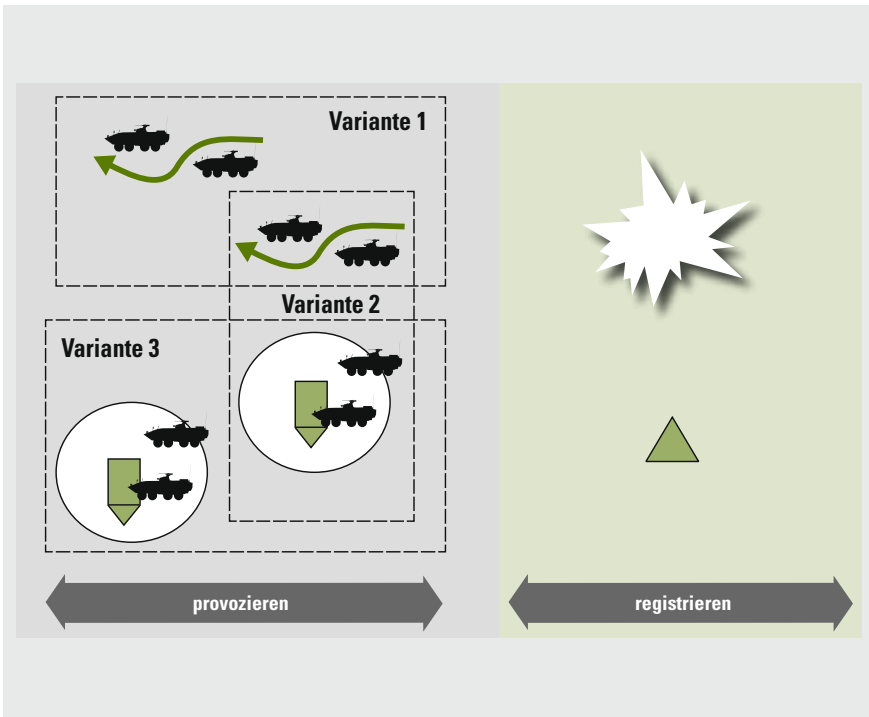 Variante 1
Variante 2
Variante 3
provozieren
registrieren